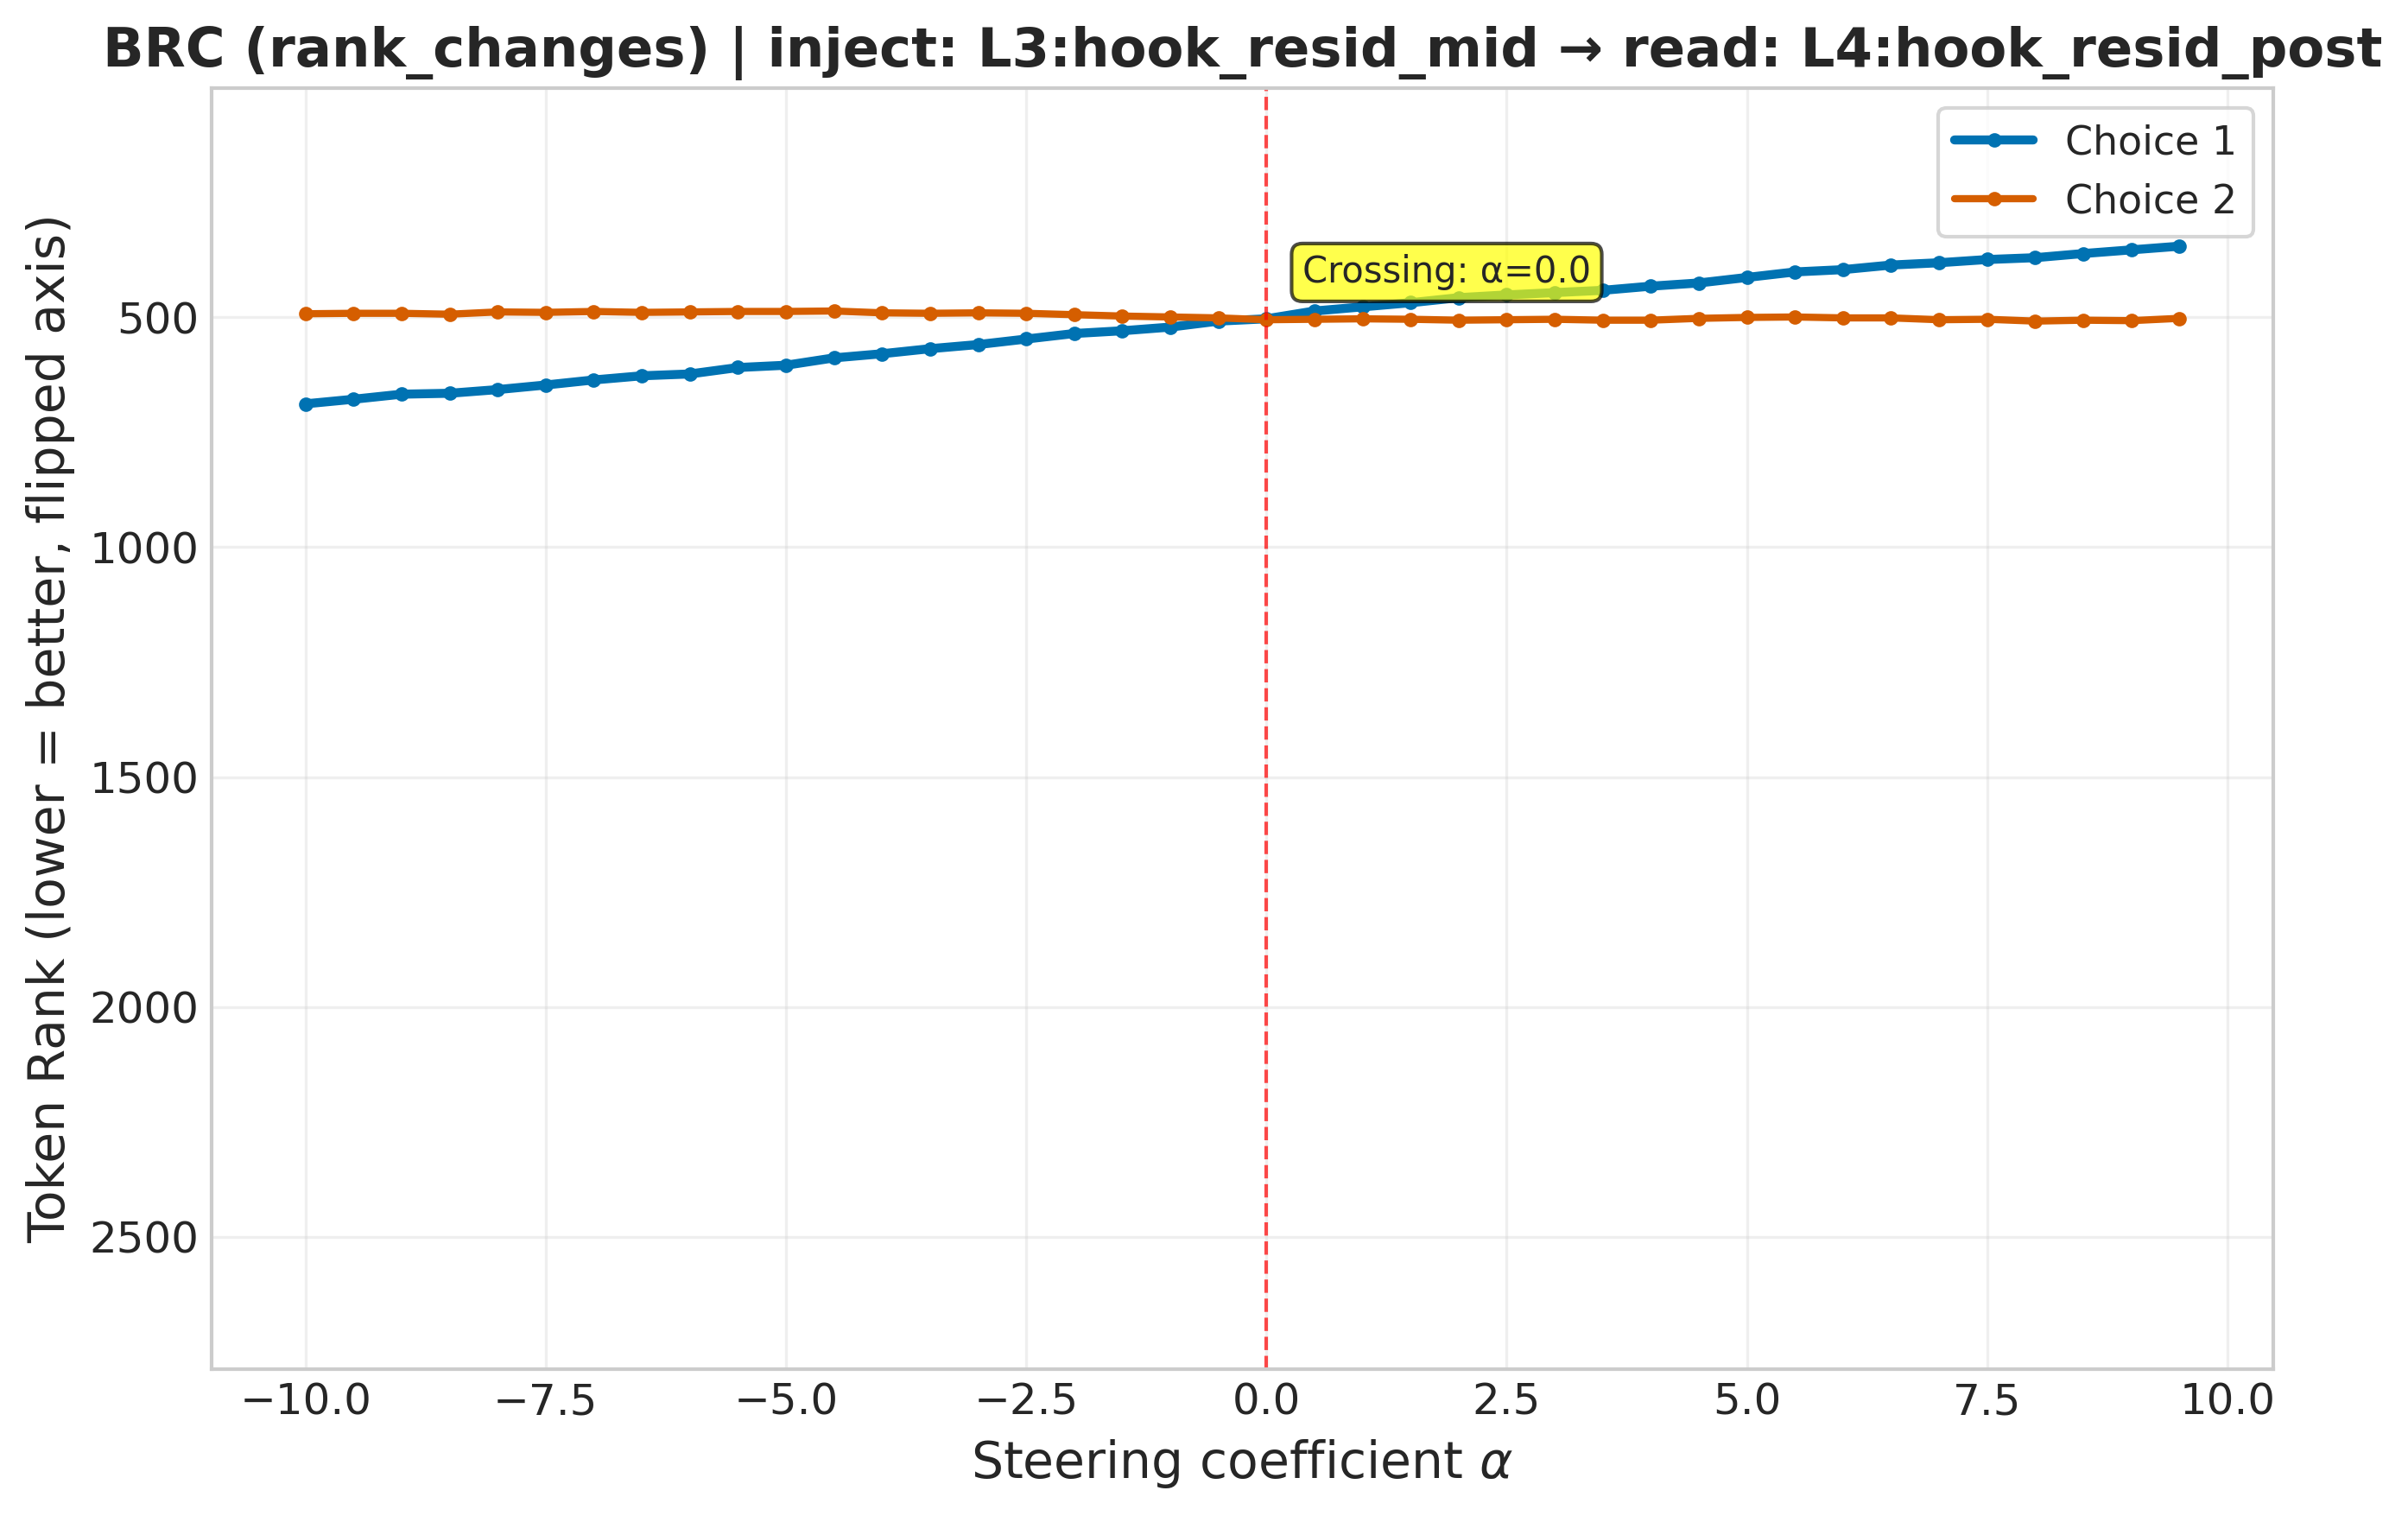 BRC (rank_changes) | inject: L3:hook_resid_mid → read: L4:hook_resid_post
Choice 1
Choice 2
Crossing: α=0.0
Token Rank (lower = better, flipped axis)
500
1000
1500
2000
2500
−10.0 −7.5 −5.0 −2.5 0.0 2.5 5.0 7.5 10.0
Steering coefficient α